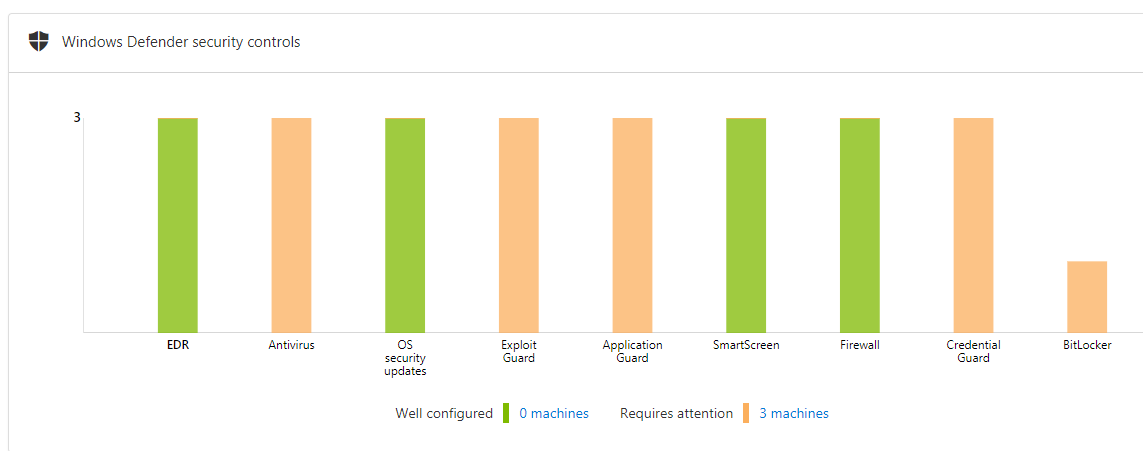 Windows Defender security controls
3
EDR
Antivirus
OS
security
updates
Exploit
Guard
Application
Guard
SmartScreen
Firewall
Credential
Guard
BitLocker
Well configured 0 machines Requires attention 3 machines